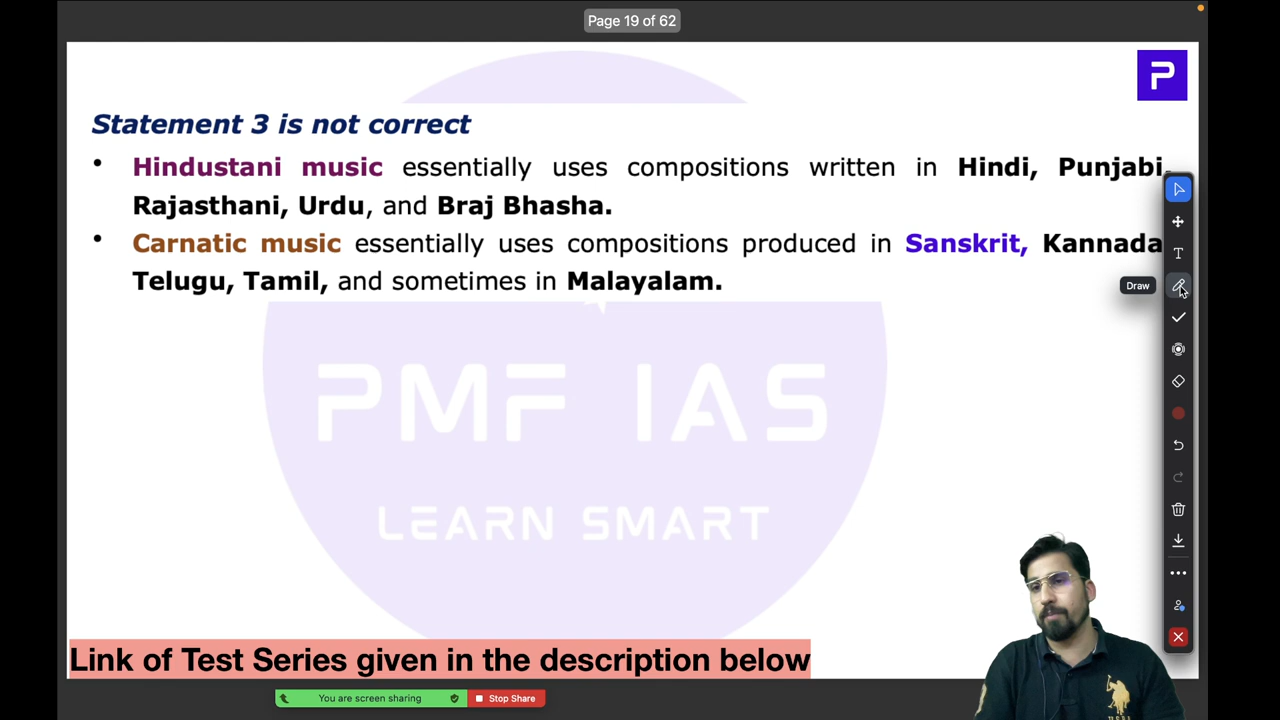 Page 19 of 62
P
Statement 3 is not correct
• Hindustani music essentially uses compositions written in Hindi, Punjabi,
Rajasthani, Urdu, and Braj Bhasha.
• Carnatic music essentially uses compositions produced in Sanskrit, Kannada
Telugu, Tamil, and sometimes in Malayalam.
Draw
PMF IAS
LEARN SMART
Link of Test Series given in the description below
You are screen sharing
Stop Share